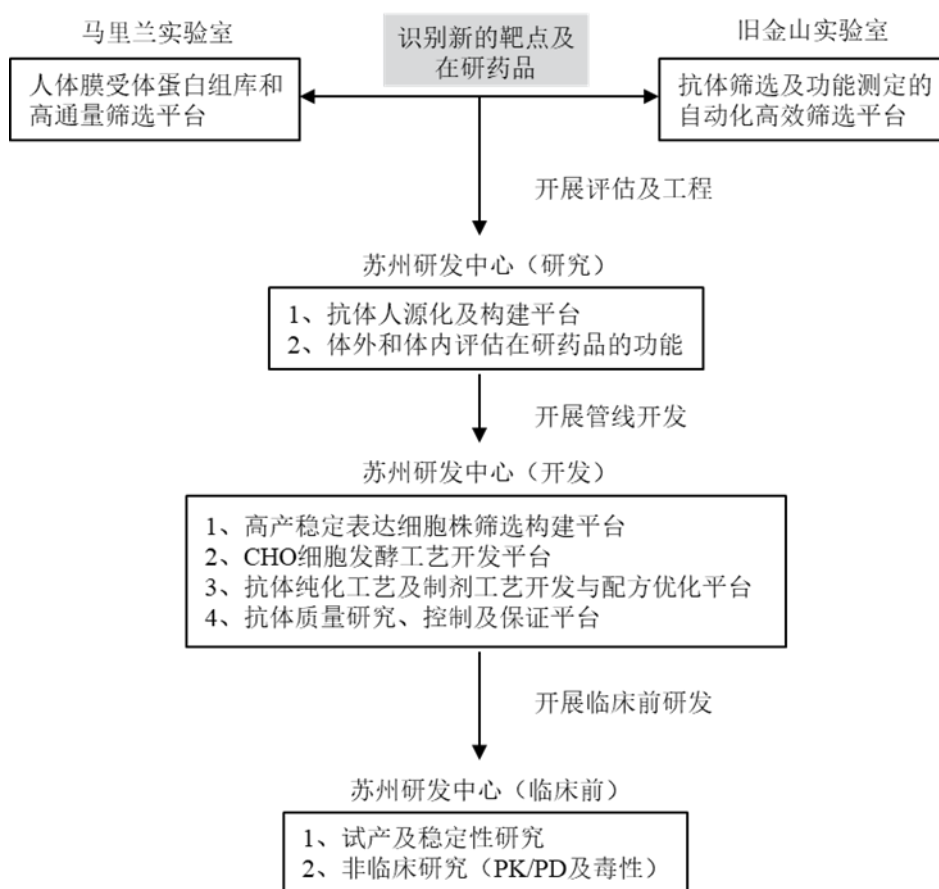 马里兰实验室
识别新的靶点及
在研药品
旧金山实验室
人体膜受体蛋白组库和
高通量筛选平台
抗体筛选及功能测定的
自动化高效筛选平台
开展评估及工程
苏州研发中心（研究）
1、抗体人源化及构建平台
2、体外和体内评估在研药品的功能
开展管线开发
苏州研发中心（开发）
1、高产稳定表达细胞株筛选构建平台
2、CHO细胞发酵工艺开发平台
3、抗体纯化工艺及制剂工艺开发与配方优化平台
4、抗体质量研究、控制及保证平台
开展临床前研发
苏州研发中心（临床前）
1、试产及稳定性研究
2、非临床研究（PK/PD及毒性）